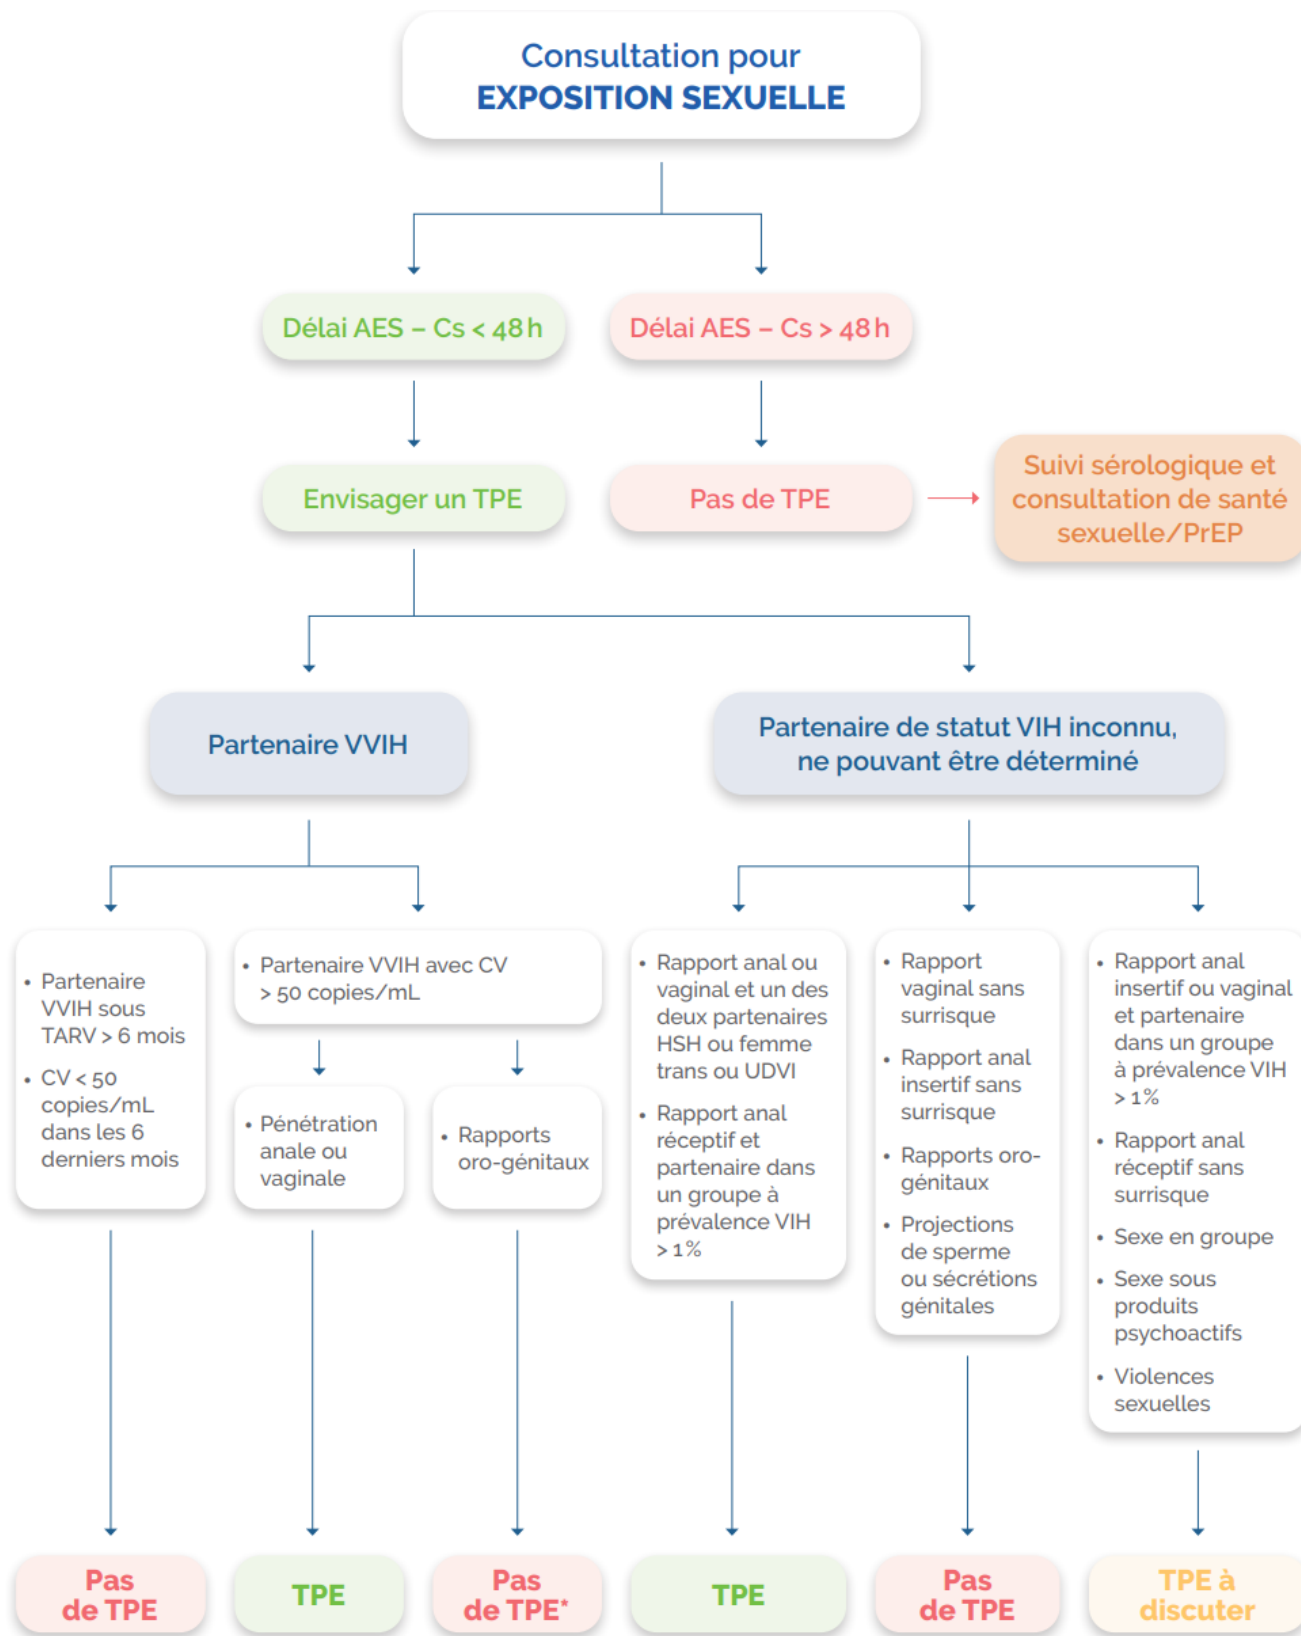 Consultation pour
EXPOSITION SEXUELLE
Délai AES – Cs < 48 h
Délai AES – Cs > 48 h
Envisager un TPE
Pas de TPE
Suivi sérologique et
consultation de santé
sexuelle/PrEP
Partenaire VVIH
Partenaire de statut VIH inconnu,
ne pouvant être déterminé
• Partenaire
VVIH sous
TARV > 6 mois
• CV < 50
copies/mL
dans les 6
derniers mois
• Partenaire VVIH avec CV
> 50 copies/mL
• Pénétration
anale ou
vaginale
• Rapports
oro-génitaux
• Rapport anal ou
vaginal et un des
deux partenaires
HSH ou femme
trans ou UDVI
• Rapport anal
réceptif et
partenaire dans
un groupe à
prévalence VIH
> 1%
• Rapport
vaginal sans
surrisque
• Rapport anal
insertif sans
surrisque
• Rapports oro-
génitaux
• Projections
de sperme
ou sécrétions
génitales
• Rapport anal
insertif ou vaginal
et partenaire
dans un groupe
à prévalence VIH
> 1%
• Rapport anal
réceptif sans
surrisque
• Sexe en groupe
• Sexe sous
produits
psychoactifs
• Violences
sexuelles
Pas
de TPE
TPE
Pas
de TPE*
TPE
Pas
de TPE
TPE à
discuter